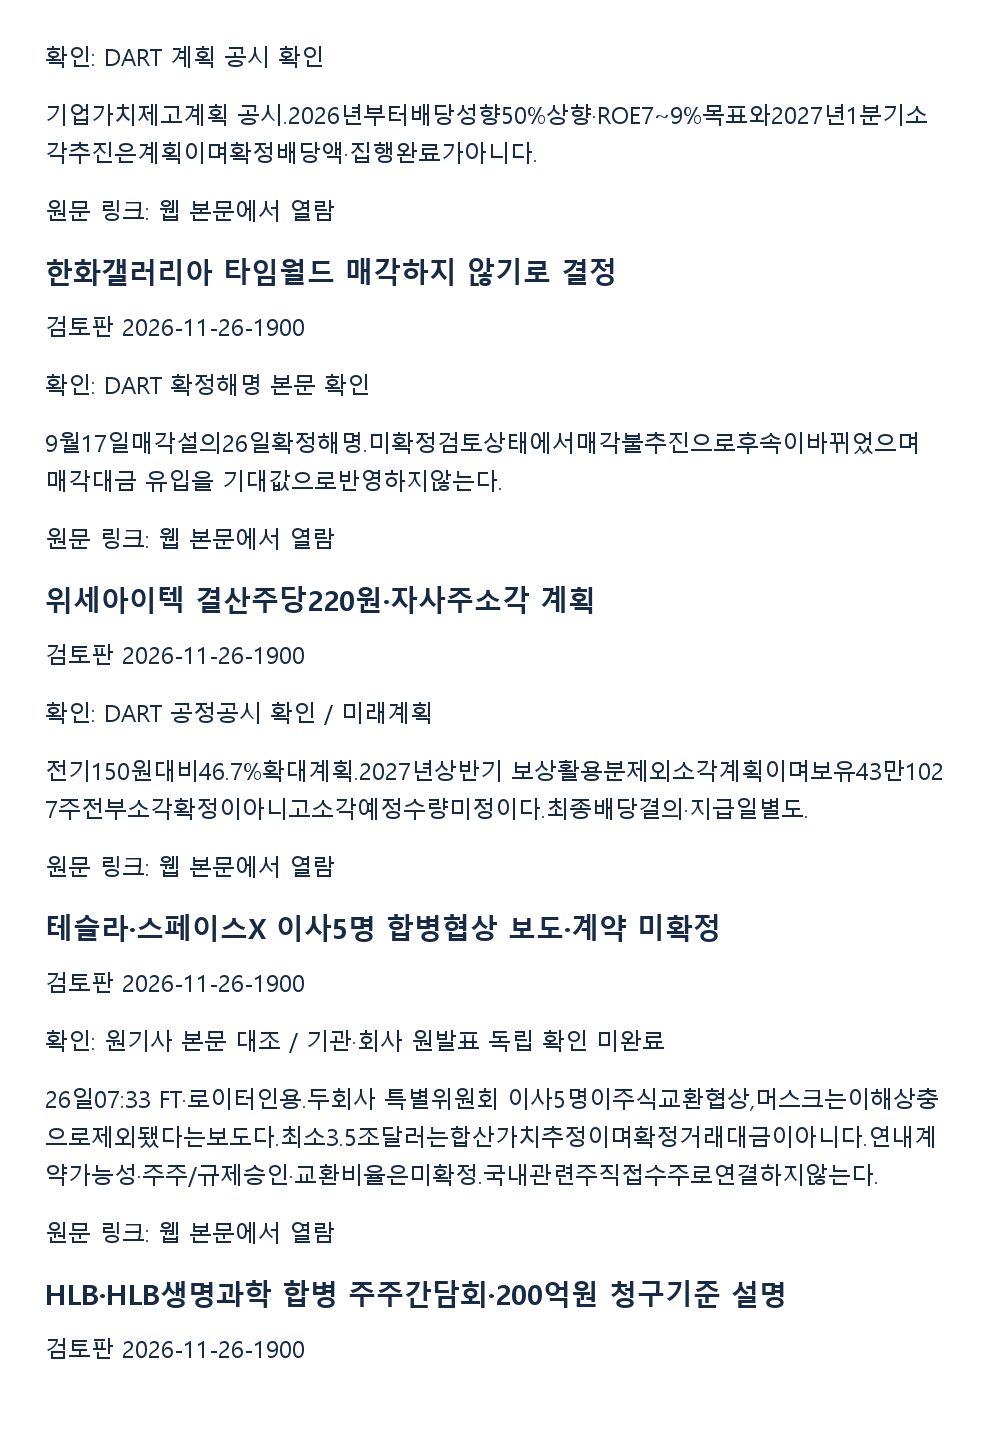 확인: DART 계획 공시 확인
기업가치제고계획 공시.2026년부터배당성향50%상향·ROE7~9%목표와2027년1분기소
각추진은계획이며확정배당액·집행완료가아니다.
원문 링크: 웹 본문에서 열람
한화갤러리아 타임월드 매각하지 않기로 결정
검토판 2026-11-26-1900
확인: DART 확정해명 본문 확인
9월17일매각설의26일확정해명.미확정검토상태에서매각불추진으로후속이바뀌었으며
매각대금 유입을 기대값으로반영하지않는다.
원문 링크: 웹 본문에서 열람
위세아이텍 결산주당220원·자사주소각 계획
검토판 2026-11-26-1900
확인: DART 공정공시 확인 / 미래계획
전기150원대비46.7%확대계획.2027년상반기 보상활용분제외소각계획이며보유43만102
7주전부소각확정이아니고소각예정수량미정이다.최종배당결의·지급일별도.
원문 링크: 웹 본문에서 열람
테슬라·스페이스X 이사5명 합병협상 보도·계약 미확정
검토판 2026-11-26-1900
확인: 원기사 본문 대조 / 기관·회사 원발표 독립 확인 미완료
26일07:33 FT·로이터인용.두회사 특별위원회 이사5명이주식교환협상,머스크는이해상충
으로제외됐다는보도다.최소3.5조달러는합산가치추정이며확정거래대금이아니다.연내계
약가능성·주주/규제승인·교환비율은미확정.국내관련주직접수주로연결하지않는다.
원문 링크: 웹 본문에서 열람
HLB·HLB생명과학 합병 주주간담회·200억원 청구기준 설명
검토판 2026-11-26-1900